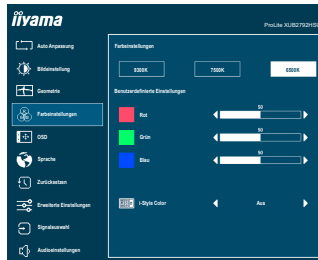 iiyama
ProLite XUB2792HS
Auto Anpassung
Bildeinstellung
Geometrie
Farbeinstellungen
OSD
Sprache
Zurücksetzen
Erweiterte Einstellungen
Signalauswahl
Audioeinstellungen
Farbeinstellungen
9300K 7500K 6500K
Benutzerdefinierte Einstellungen
50
Rot
50
Grün
50
Blau
i-Style Color Aus